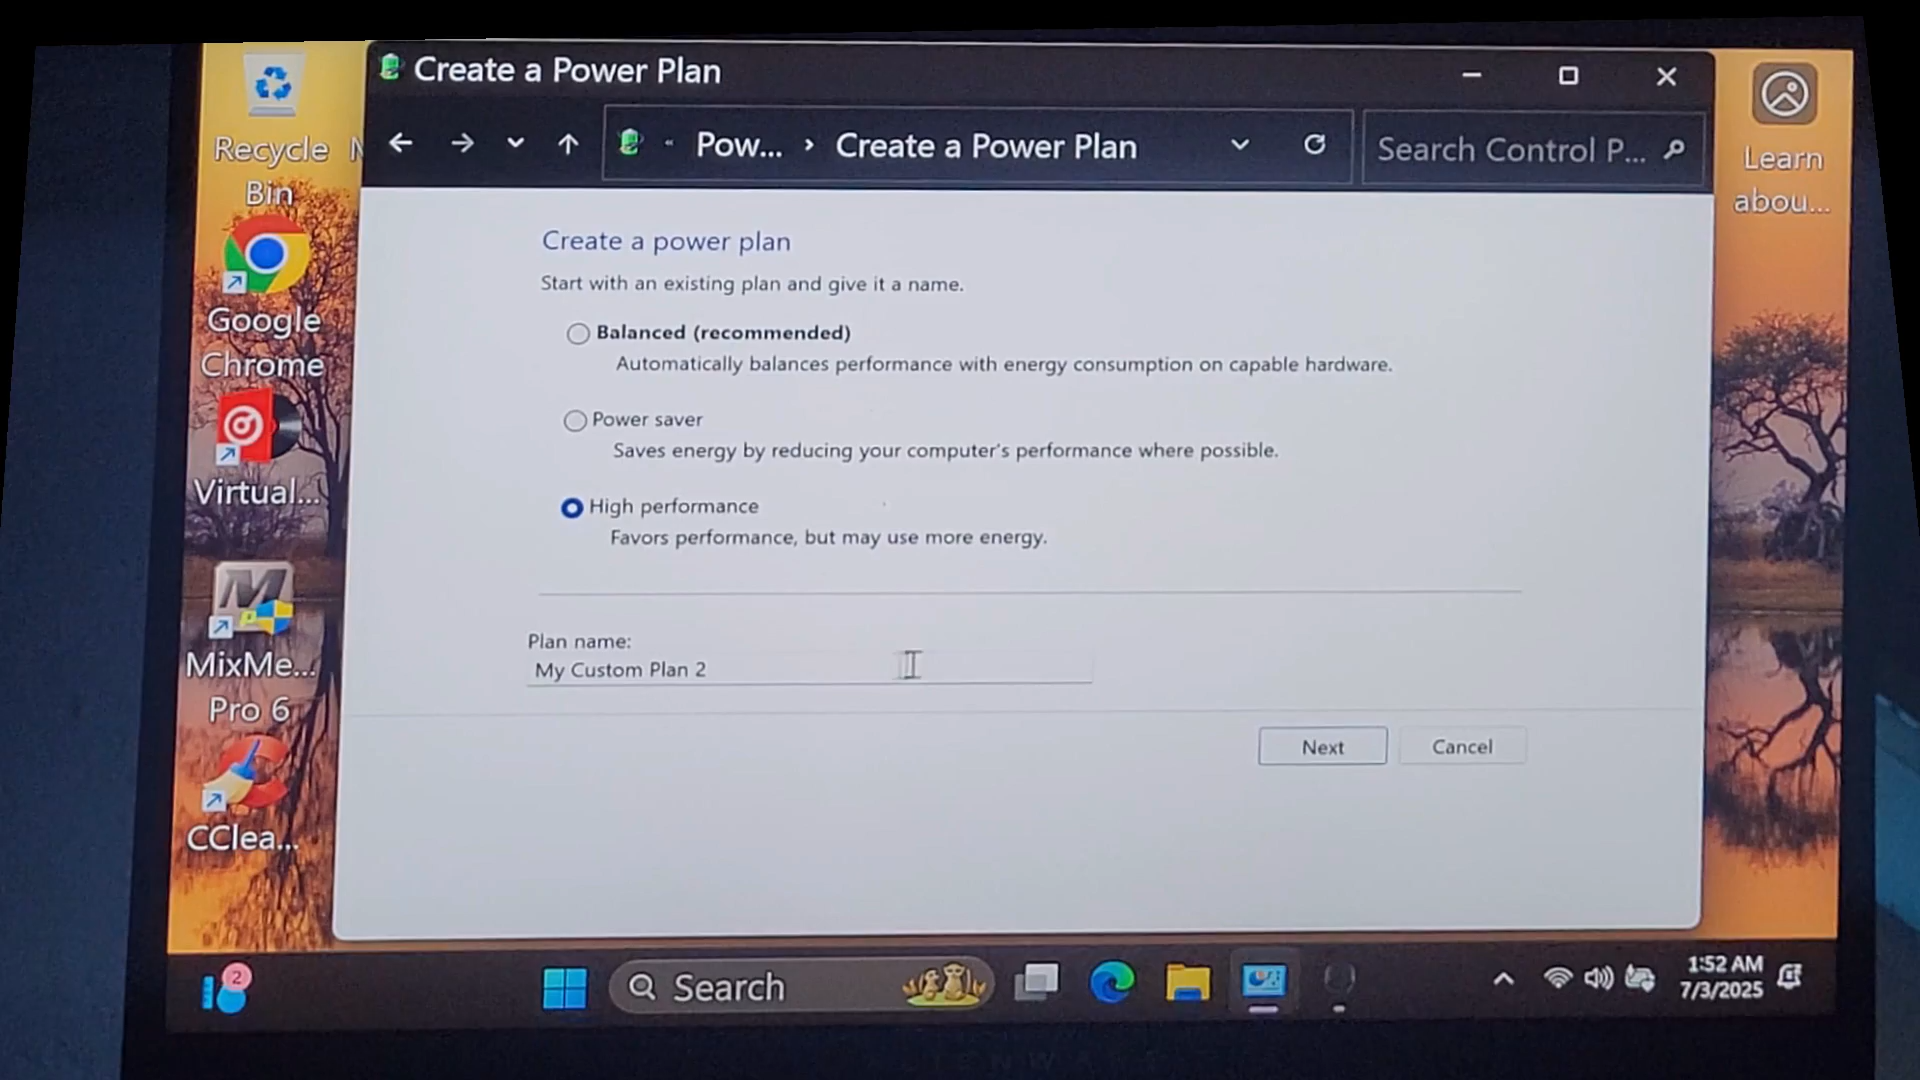 Create a Power Plan
Pow... › Create a Power Plan
Search Control P...
Recycle
Bin
Google
Chrome
Virtual...
MixMe...
Pro 6
CClea...
Learn
abou...
Create a power plan
Start with an existing plan and give it a name.
Balanced (recommended)
Automatically balances performance with energy consumption on capable hardware.
Power saver
Saves energy by reducing your computer's performance where possible.
High performance
Favors performance, but may use more energy.
Plan name:
My Custom Plan 2
Next
Cancel
2
Search
1:52 AM
7/3/2025